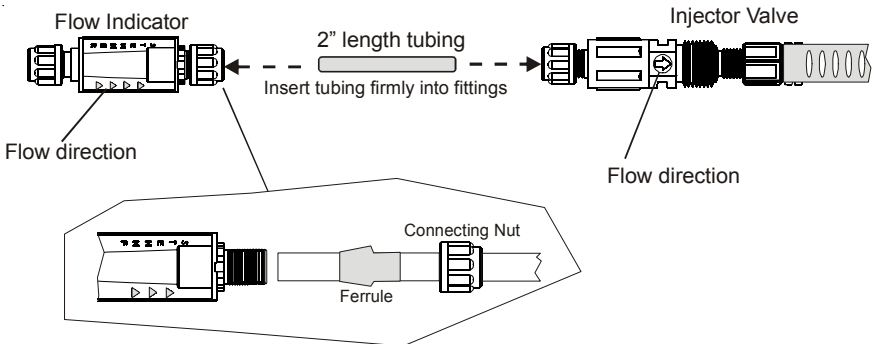 Flow Indicator
Injector Valve
2” length tubing
Insert tubing firmly into fittings
Flow direction
Flow direction
Connecting Nut
Ferrule